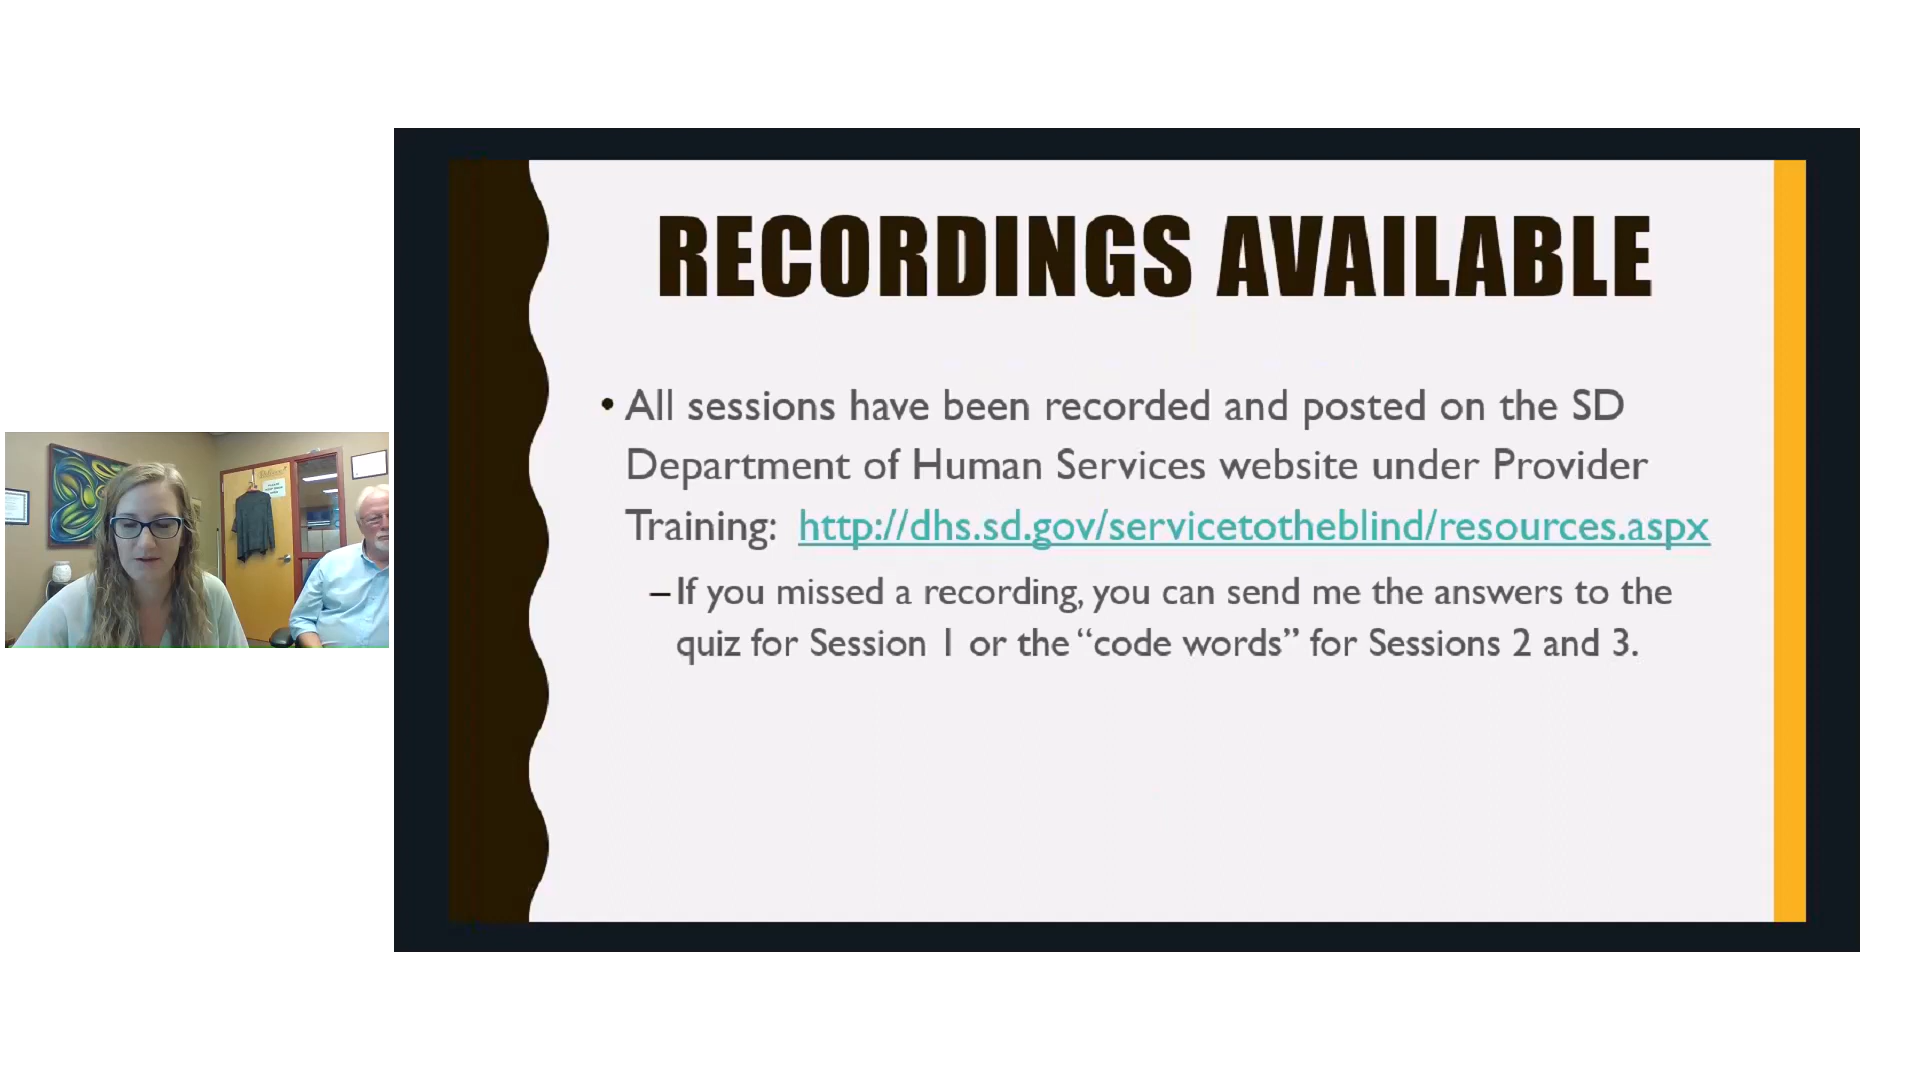 RECORDINGS AVAILABLE
• All sessions have been recorded and posted on the SD
Department of Human Services website under Provider
Training: http://dhs.sd.gov/servicetotheblind/resources.aspx
– If you missed a recording, you can send me the answers to the
quiz for Session 1 or the “code words” for Sessions 2 and 3.